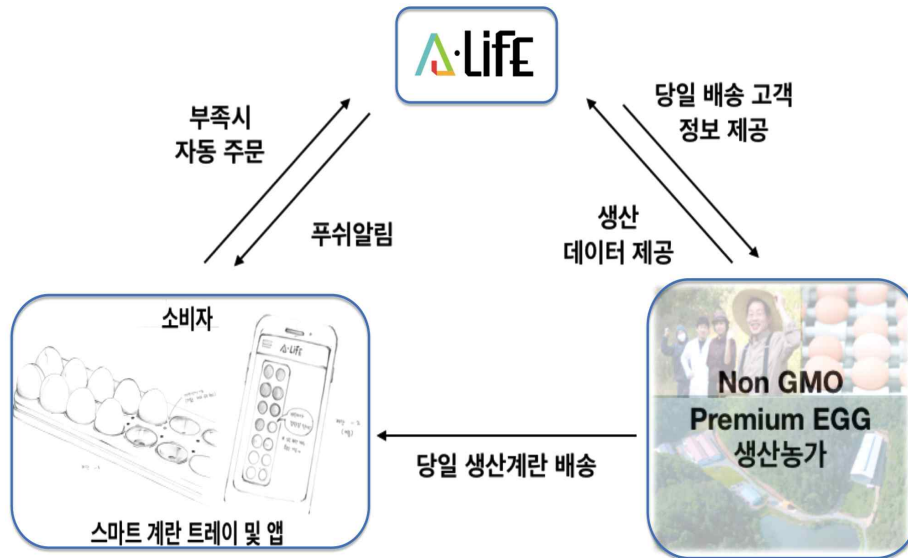 A·LifE
부족시
자동 주문
당일 배송 고객
정보 제공
푸쉬알림
생산
데이터 제공
소비자
A·LifE
Non GMO
Premium EGG
생산농가
당일 생산계란 배송
스마트 계란 트레이 및 앱